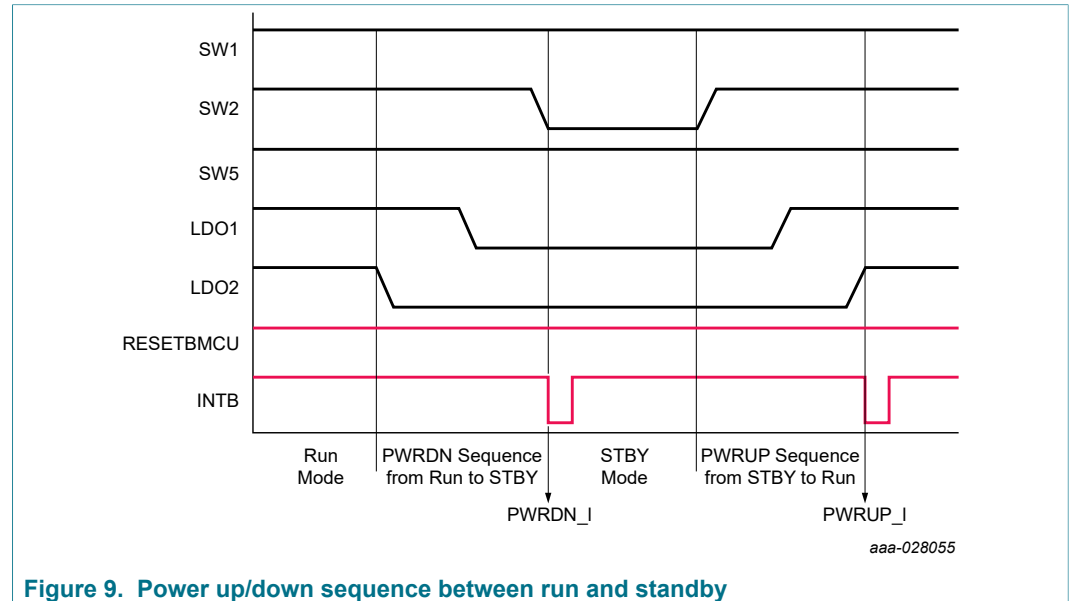 SW1
SW2
SW5
LDO1
LDO2
RESETBMCU
INTB
Run
Mode
PWRDN Sequence
from Run to STBY
STBY
Mode
PWRUP Sequence
from STBY to Run
PWRDN_I
PWRUP_I
aaa-028055
Figure 9. Power up/down sequence between run and standby